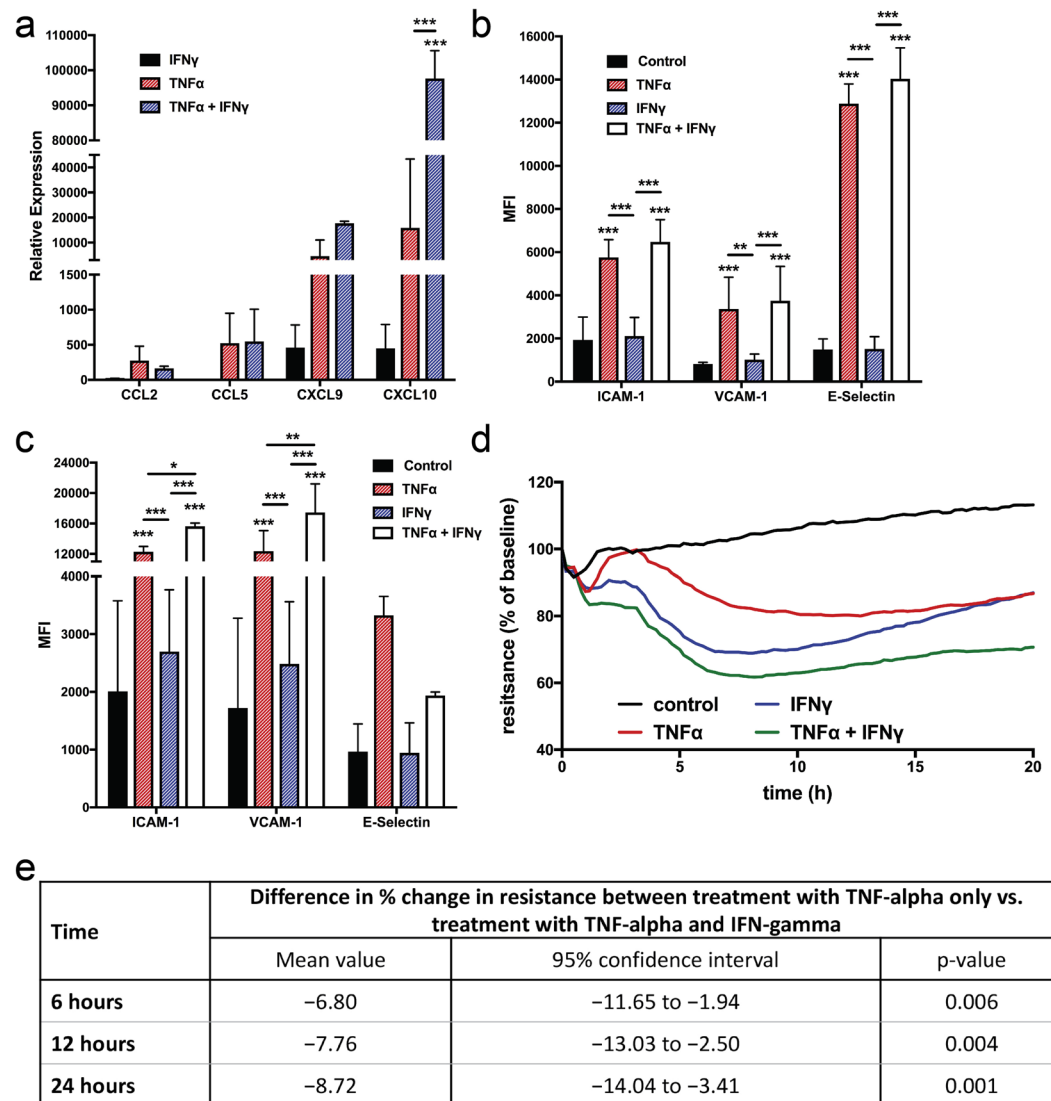 a
***
***
110000
100000
90000
80000
40000
30000
20000
10000
1500
1000
500
0
Relative Expression
IFNγ
TNFα
TNFα + IFNγ
CCL2
CCL5
CXCL9
CXCL10
b
16000
14000
12000
10000
8000
6000
4000
2000
0
MFI
Control
TNFα
IFNγ
TNFα + IFNγ
***
***
***
***
***
***
***
***
***
***
**
***
ICAM-1
VCAM-1
E-Selectin
c
24000
20000
16000
12000
4000
3000
2000
1000
0
MFI
*
***
***
***
***
**
***
***
***
***
Control
TNFα
IFNγ
TNFα + IFNγ
ICAM-1
VCAM-1
E-Selectin
d
120
100
80
60
40
resitsance (% of baseline)
control
IFNγ
TNFα
TNFα + IFNγ
0
5
10
15
20
time (h)
e
Time
Difference in % change in resistance between treatment with TNF-alpha only vs.
treatment with TNF-alpha and IFN-gamma
Mean value 95% confidence interval p-value
6 hours −6.80 −11.65 to −1.94 0.006
12 hours −7.76 −13.03 to −2.50 0.004
24 hours −8.72 −14.04 to −3.41 0.001